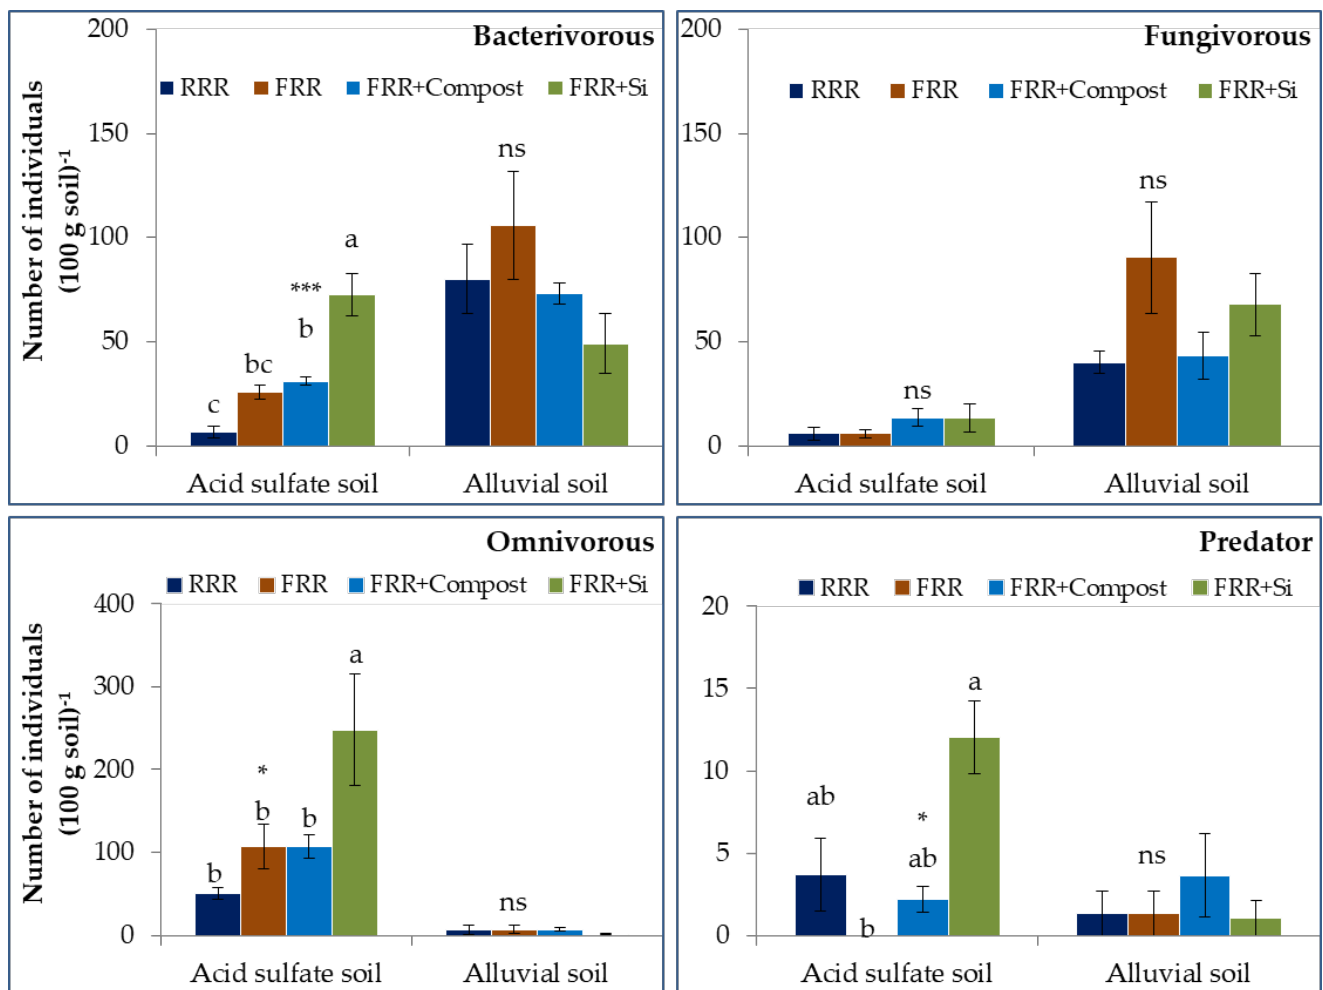 Bacterivorous
RRR FRR FRR+Compost FRR+Si
Number of individuals
(100 g soil)-1
200
150
100
50
0
c
bc
***
b
a
ns
Acid sulfate soil Alluvial soil
Fungivorous
RRR FRR FRR+Compost FRR+Si
200
150
100
50
0
ns
ns
Acid sulfate soil Alluvial soil
Omnivorous
RRR FRR FRR+Compost FRR+Si
Number of individuals
(100 g soil)-1
400
300
200
100
0
b
*
b
b
a
ns
Acid sulfate soil Alluvial soil
Predator
RRR FRR FRR+Compost FRR+Si
20
15
10
5
0
ab
b
*
ab
a
ns
Acid sulfate soil Alluvial soil